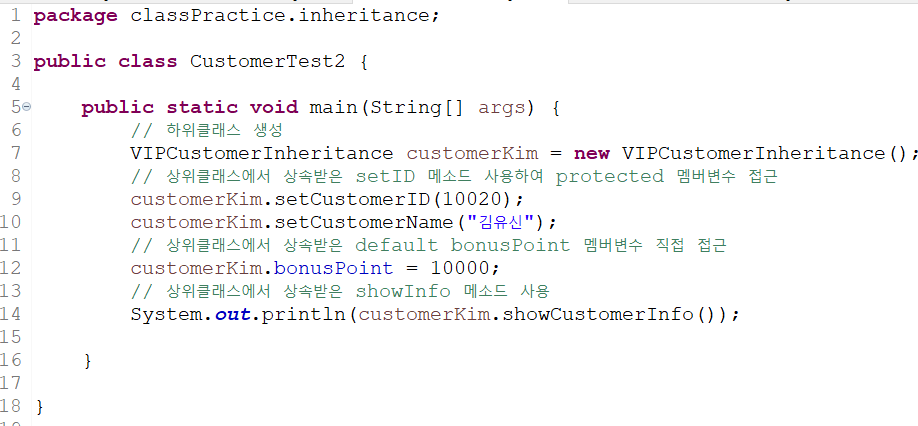 1 package classPractice.inheritance;
2
3 public class CustomerTest2 {
4
5 public static void main(String[] args) {
6 // 하위클래스 생성
7 VIPCustomerInheritance customerKim = new VIPCustomerInheritance();
8 // 상위클래스에서 상속받은 setID 메소드 사용하여 protected 멤버변수 접근
9 customerKim.setCustomerID(10020);
10 customerKim.setCustomerName("김유신");
11 // 상위클래스에서 상속받은 default bonusPoint 멤버변수 직접 접근
12 customerKim.bonusPoint = 10000;
13 // 상위클래스에서 상속받은 showInfo 메소드 사용
14 System.out.println(customerKim.showCustomerInfo());
15
16 }
17
18 }